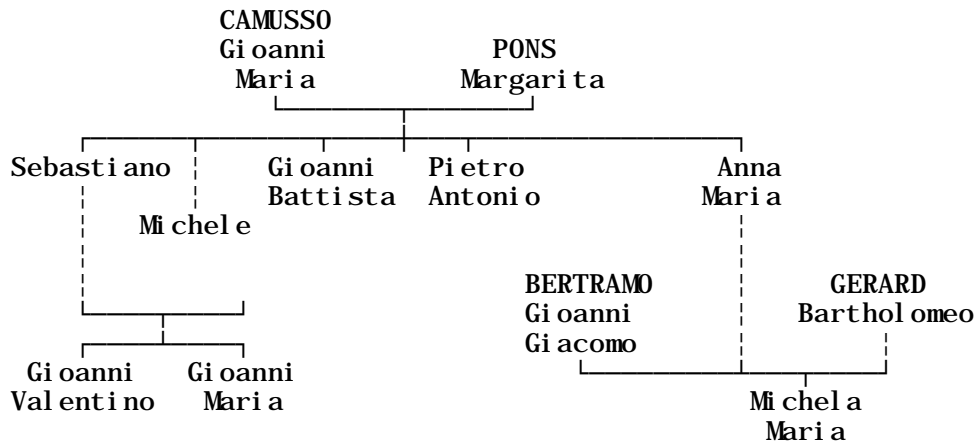 CAMUSSO
Gioanni PONS
Maria Margarita
Sebastiano Gioanni Pietro Anna
Battista Antonio Maria
Michele
BERTRAMO GERARD
Gioanni Bartholomeo
Giacomo
Gioanni Gioanni
Valentino Maria Michela
Maria